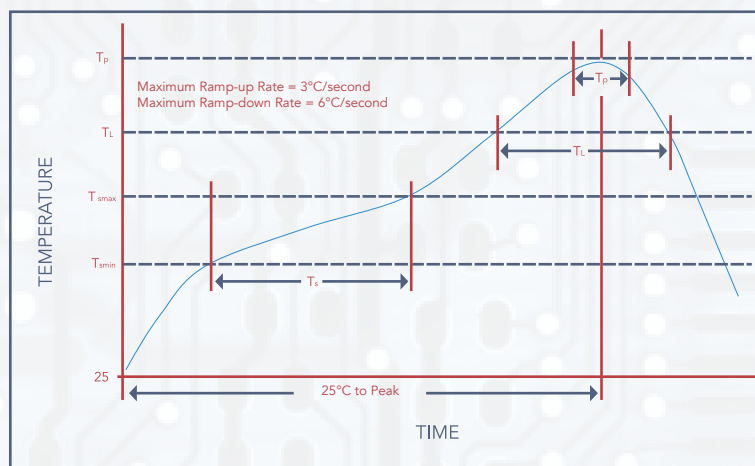 Tp
Maximum Ramp-up Rate = 3°C/second
Maximum Ramp-down Rate = 6°C/second
Tp
TL
TL
Tsmax
Tsmin
Ts
25
25°C to Peak
TEMPERATURE
TIME